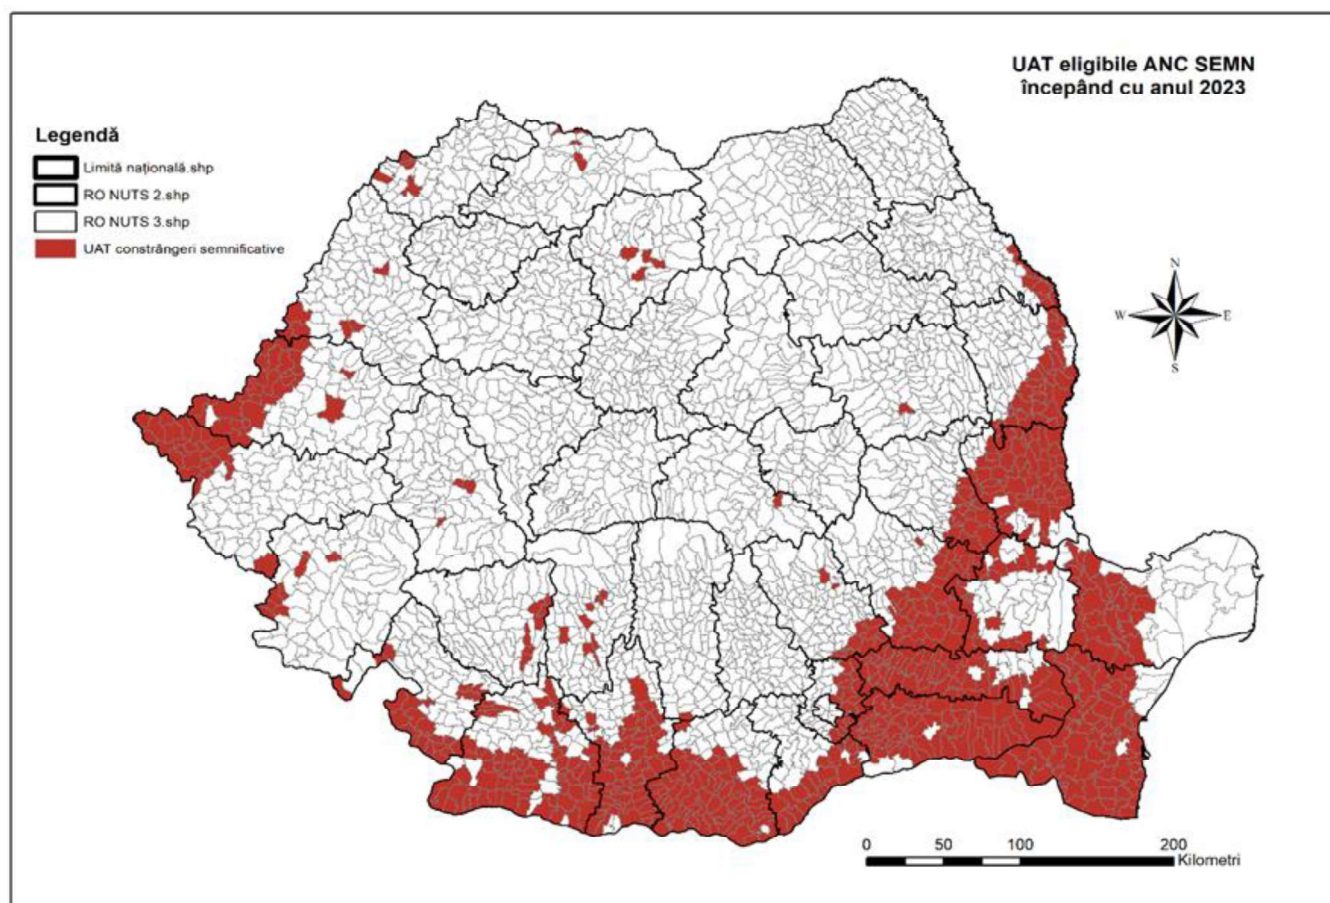 UAT eligibile ANC SEMN
începând cu anul 2023
Legendă
Limită națională.shp
RO NUTS 2.shp
RO NUTS 3.shp
UAT constrângeri semnificative
N
W E
S
0 50 100 200
Kilometri